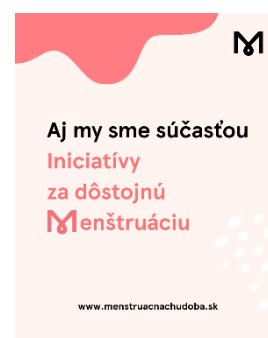 M
Aj my sme súčasťou
Iniciatívy
za dôstojnú
Menštruáciu
www.menstruacnachudoba.sk